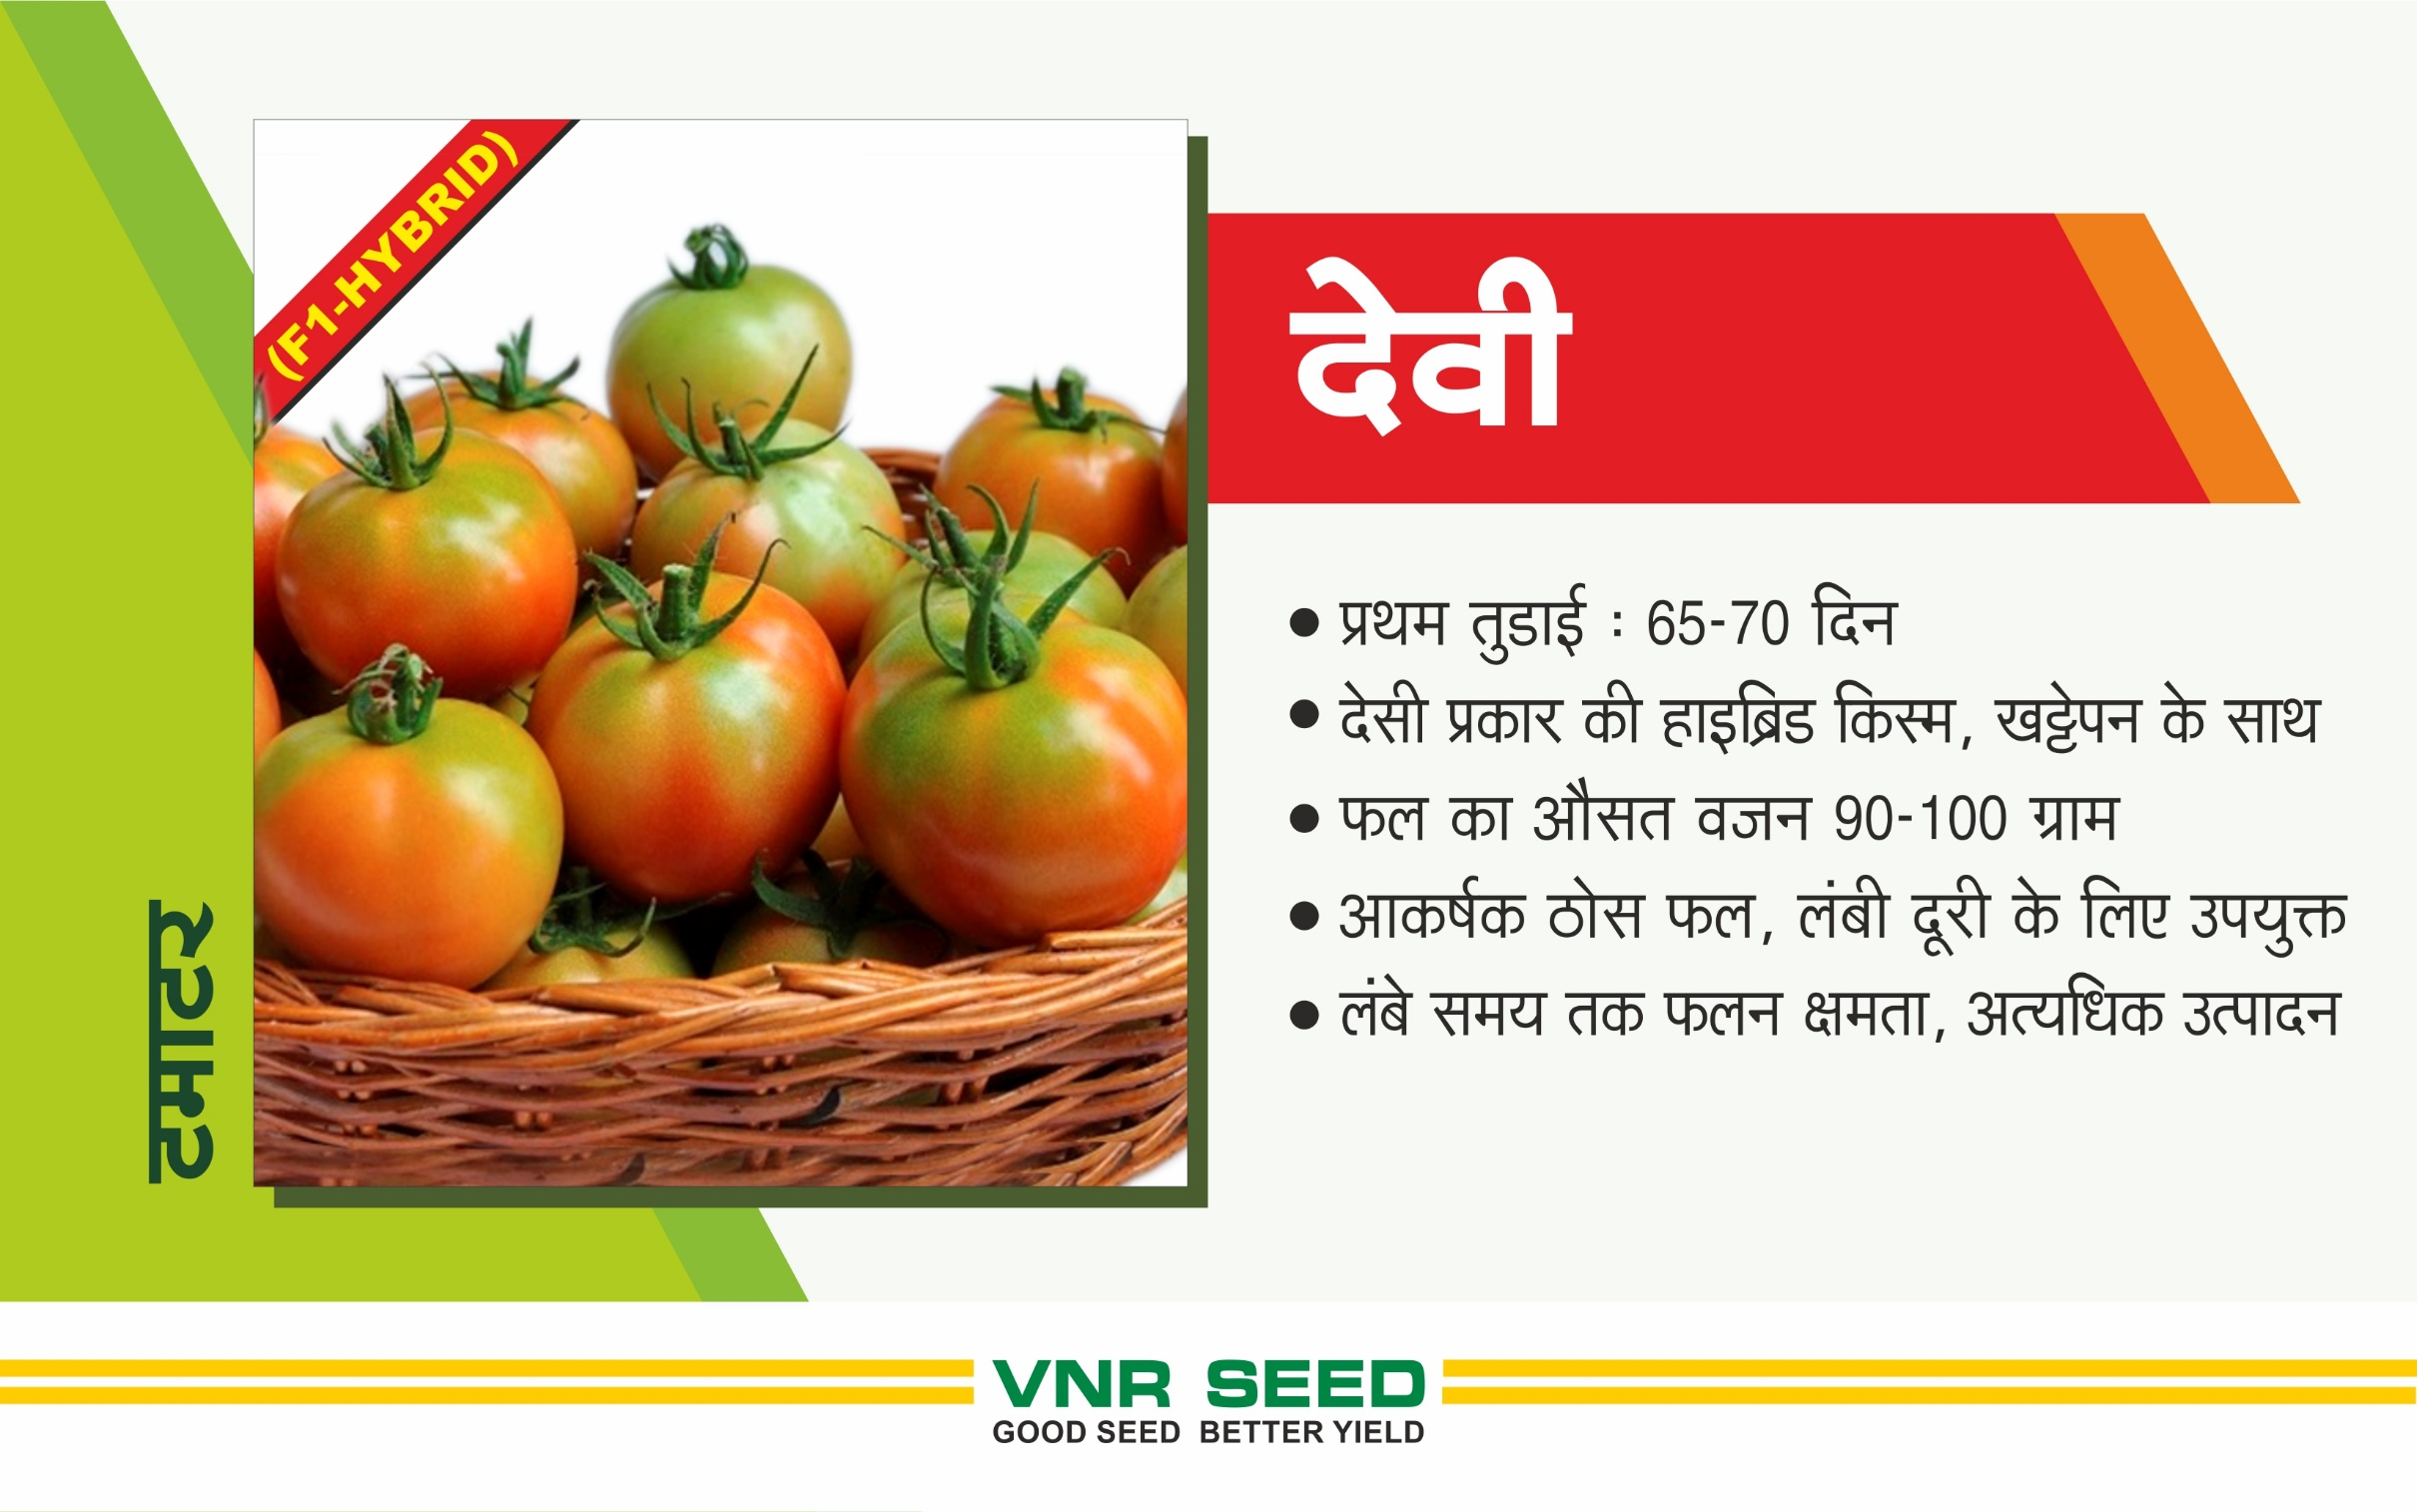 (F1-HYBRID))
देवी
● प्रथम तुडाई : 65-70 दिन
● देसी प्रकार की हाइब्रिड किस्म, खट्टेपन के साथ
● फल का औसत वजन 90-100 ग्राम
● आकर्षक ठोस फल, लंबी दूरी के लिए उपयुक्त
● लंबे समय तक फलन क्षमता, अत्यधिक उत्पादन
टमाटर
VNR SEED
GOOD SEED BETTER YIELD